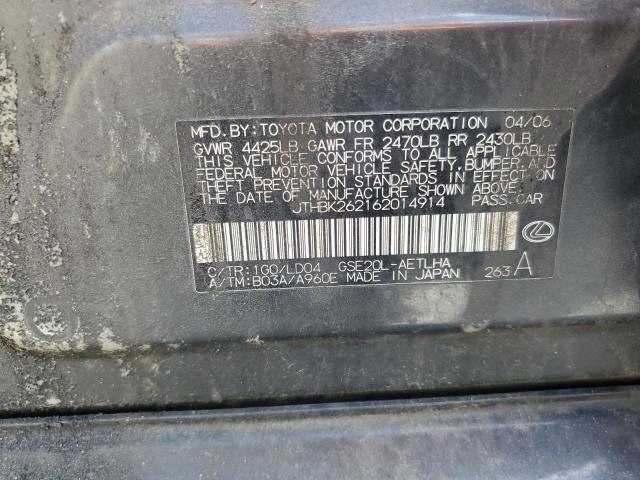 MFD. BY: TOYOTA MOTOR CORPORATION 04/06
GVWR 4425LB GAWR FR 2470LB RR 2430LB
THIS VEHICLE CONFORMS TO ALL APPLICABLE
FEDERAL MOTOR VEHICLE SAFETY, BUMPER, AND
THEFT PREVENTION STANDARDS IN EFFECT ON
THE DATE OF MANUFACTURE SHOWN ABOVE.
JTHBK262162014914 PASS.CAR
C/TR:1G0/LD04 GSE20L-AETLHA
A/TM:B03A/A960E MADE IN JAPAN 263 A